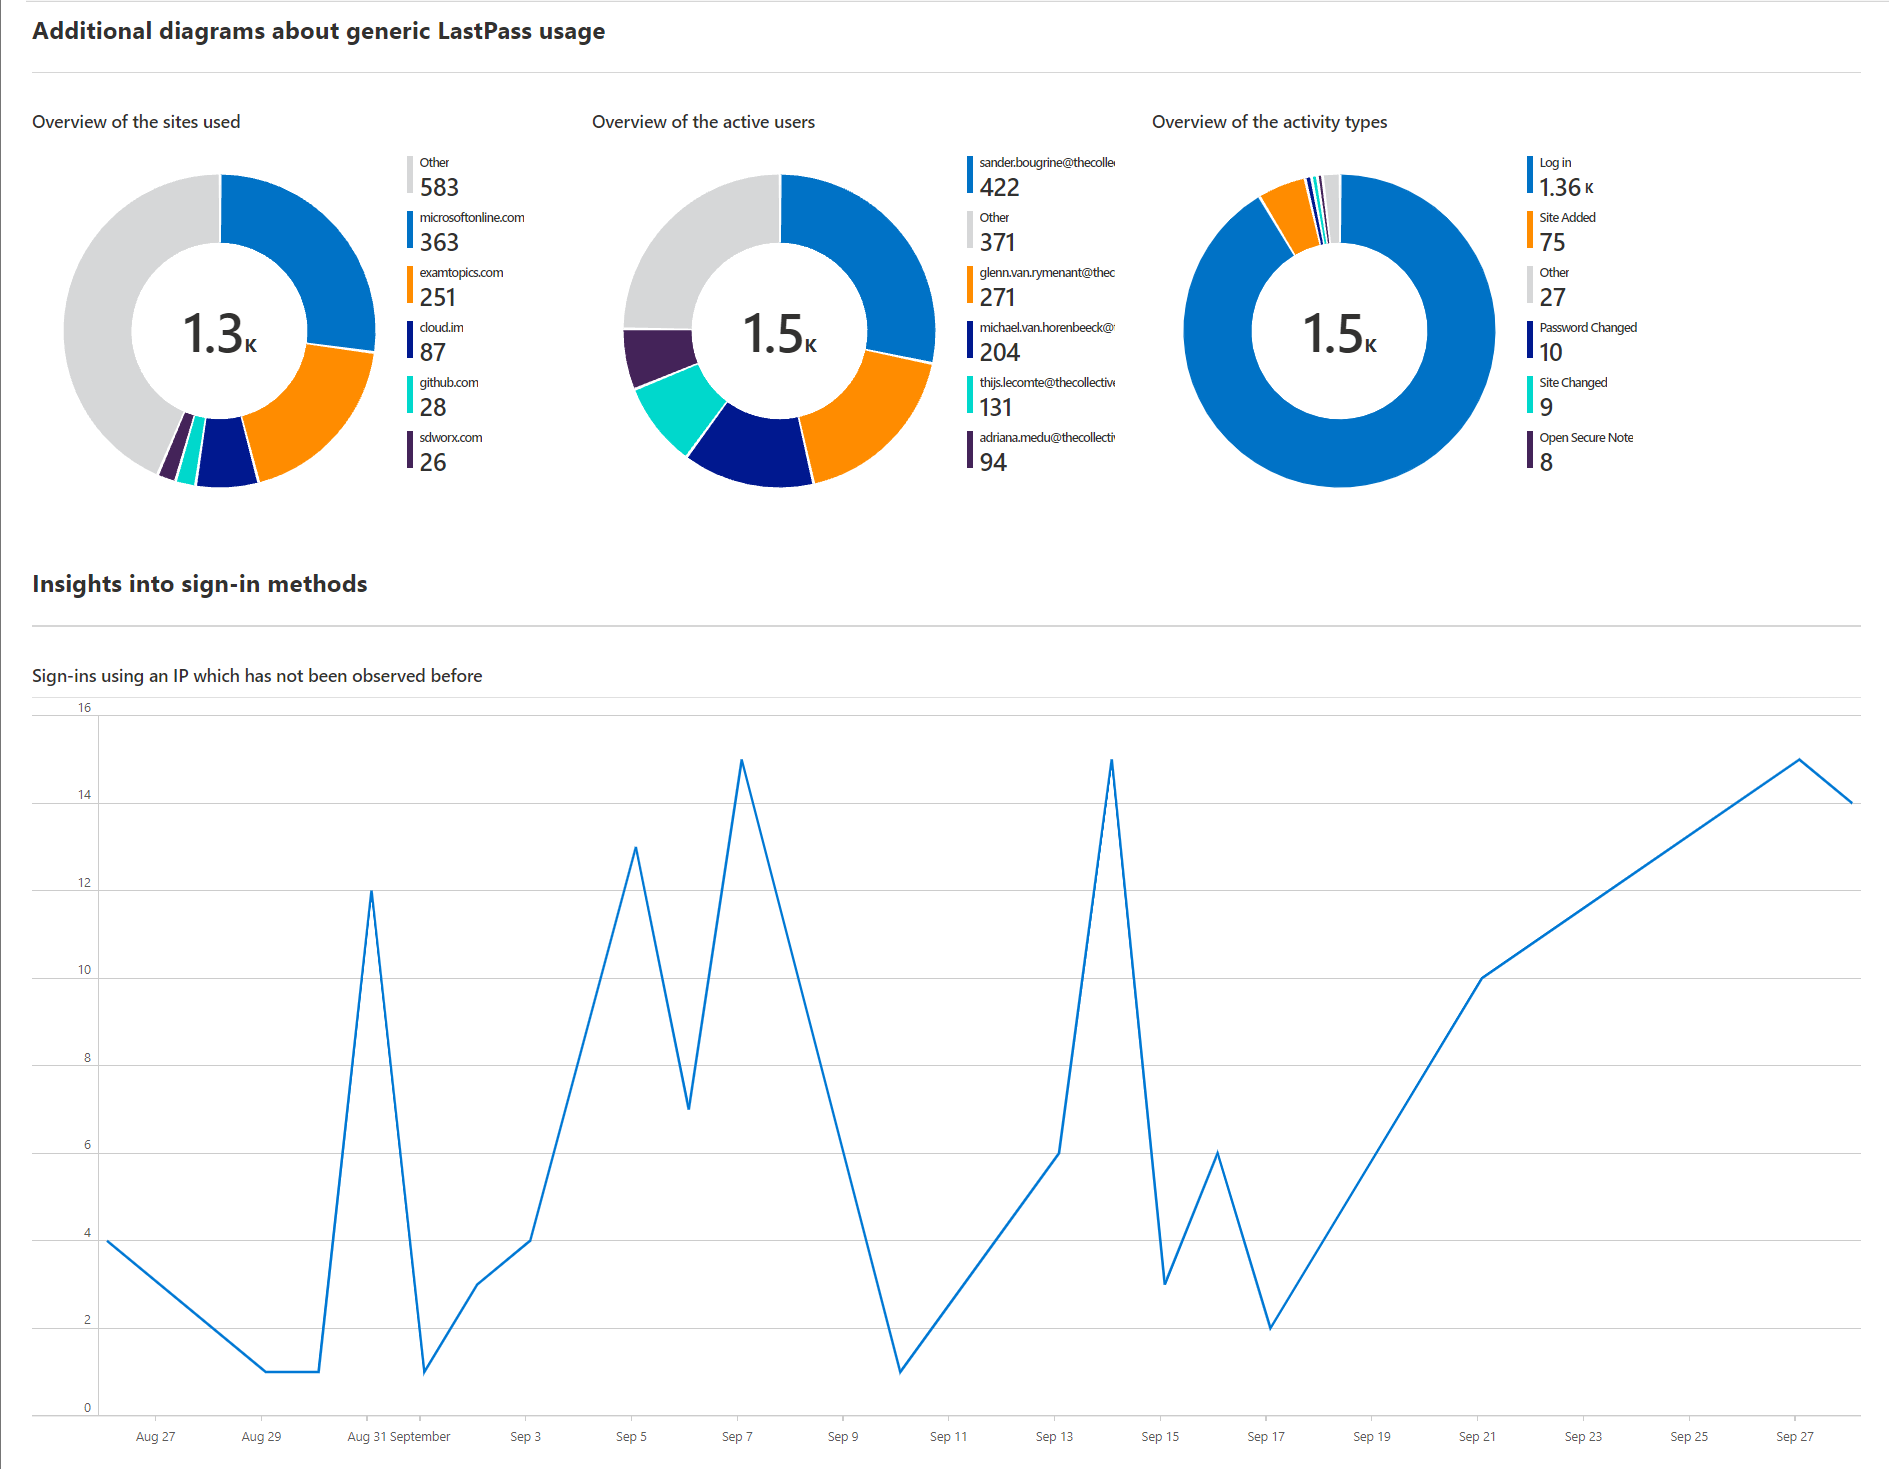 Additional diagrams about generic LastPass usage
Overview of the sites used
1.3 K
Other
583
microsoftonline.com
363
examtopics.com
251
cloud.im
87
github.com
28
sdworx.com
26
Overview of the active users
1.5 K
sander.bougrine@thecollec
422
Other
371
glenn.van.rymenant@thec
271
michael.van.horenbeeck@
204
thijs.lecomte@thecollective
131
adriana.medu@thecollecti
94
Overview of the activity types
1.5 K
Log in
1.36 K
Site Added
75
Other
27
Password Changed
10
Site Changed
9
Open Secure Note
8
Insights into sign-in methods
Sign-ins using an IP which has not been observed before
16
14
12
10
8
6
4
2
0
Aug 27 Aug 29 Aug 31 September Sep 3 Sep 5 Sep 7 Sep 9 Sep 11 Sep 13 Sep 15 Sep 17 Sep 19 Sep 21 Sep 23 Sep 25 Sep 27